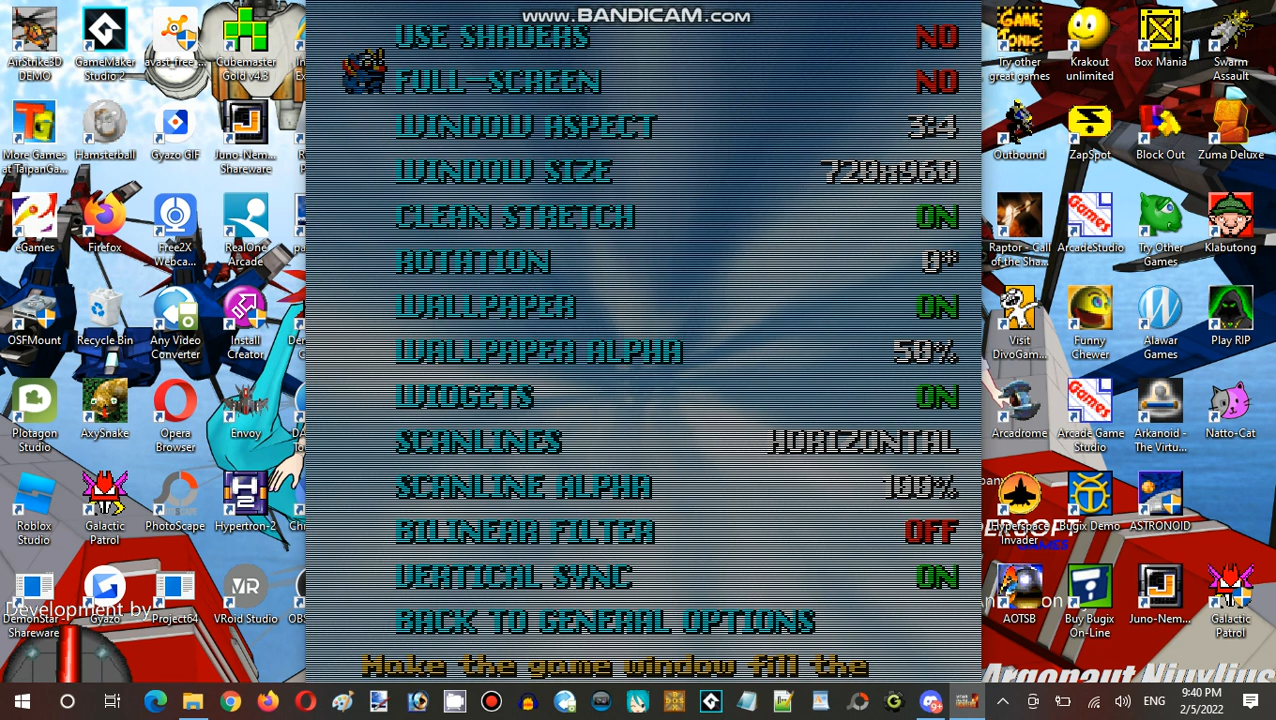 www.BANDICAM.com
USE SHADERS NO
FULL-SCREEN NO
WINDOW ASPECT 3:4
WINDOW SIZE 720x960
CLEAN STRETCH ON
ROTATION 0°
WALLPAPER ON
WALLPAPER ALPHA 50%
WIDGETS ON
SCANLINES HORIZONTAL
SCANLINE ALPHA 100%
BILINEAR FILTER OFF
VERTICAL SYNC ON
BACK TO GENERAL OPTIONS
Make the game window fill the
AirStrike3D DEMO
GameMaker Studio 2
avast_free_...
Cubemaster Gold v4.3
More Games at TaipanGa...
Hamsterball
Gyazo GIF
Juno-Nem... Shareware
eGames
Firefox
Free2X Webca...
RealOne Arcade
OSFMount
Recycle Bin
Any Video Converter
Install Creator
Plotagon Studio
AxySnake
Opera Browser
Envoy
Roblox Studio
Galactic Patrol
PhotoScape
Hypertron-2
DemonStar Shareware
Gyazo
Project64
VRoid Studio
Development by
Try other great games
Krakout unlimited
Box Mania
Swarm Assault
Outbound
ZapSpot
Block Out
Zuma Deluxe
Raptor - Call of the Sha...
ArcadeStudio
Try Other Games
Klabutong
Visit DivoGam...
Funny Chewer
Alawar Games
Play RIP
Arcadrome
Arcade Game Studio
Arkanoid - The Virtu...
Natto-Cat
Hyperspace Invader
Bugix Demo
ASTRONOID
AOTSB
Buy Bugix On-Line
Juno-Nem...
Galactic Patrol
GAMES
ENG
9:40 PM
2/5/2022